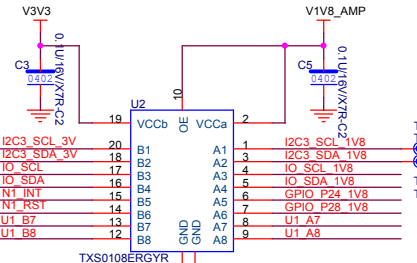 V3V3
V1V8_AMP
C3
0402
0.1U/16V/X7R-C2
C5
0402
0.1U/16V/X7R-C2
U2
10
OE
19 VCCb VCCa 2
I2C3_SCL_3V 20 B1 A1 1 I2C3_SCL_1V8
I2C3_SDA_3V 18 B2 A2 3 I2C3_SDA_1V8
IO_SCL 17 B3 A3 4 IO_SCL_1V8
IO_SDA 16 B4 A4 5 IO_SDA_1V8
N1_INT 15 B5 A5 6 GPIO_P24_1V8
N1_RST 14 B6 A6 7 GPIO_P28_1V8
U1_B7 13 B7 A7 8 U1_A7
U1_B8 12 B8 A8 9 U1_A8
GND GND
TXS0108ERGYR